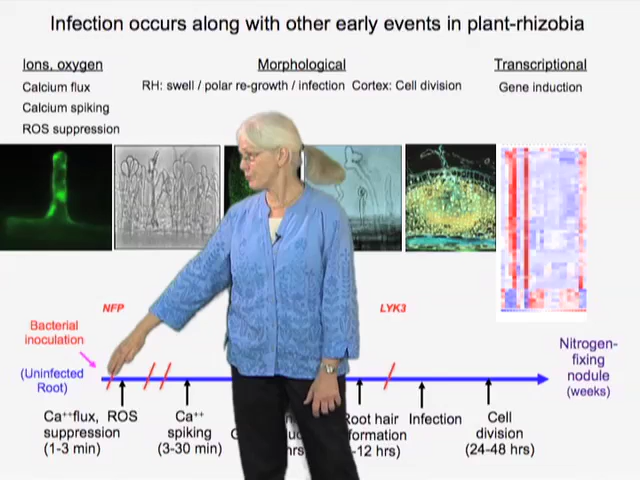 Infection occurs along with other early events in plant-rhizobia
Ions, oxygen
Calcium flux
Calcium spiking
ROS suppression
Morphological
RH: swell / polar re-growth / infection Cortex: Cell division
Transcriptional
Gene induction
NFP
LYK3
Bacterial
inoculation
(Uninfected
Root)
Nitrogen-
fixing
nodule
(weeks)
Ca++flux,
suppression
(1-3 min)
ROS
Ca++
spiking
(3-30 min)
Root hair
formation
-12 hrs)
Infection
Cell
division
(24-48 hrs)